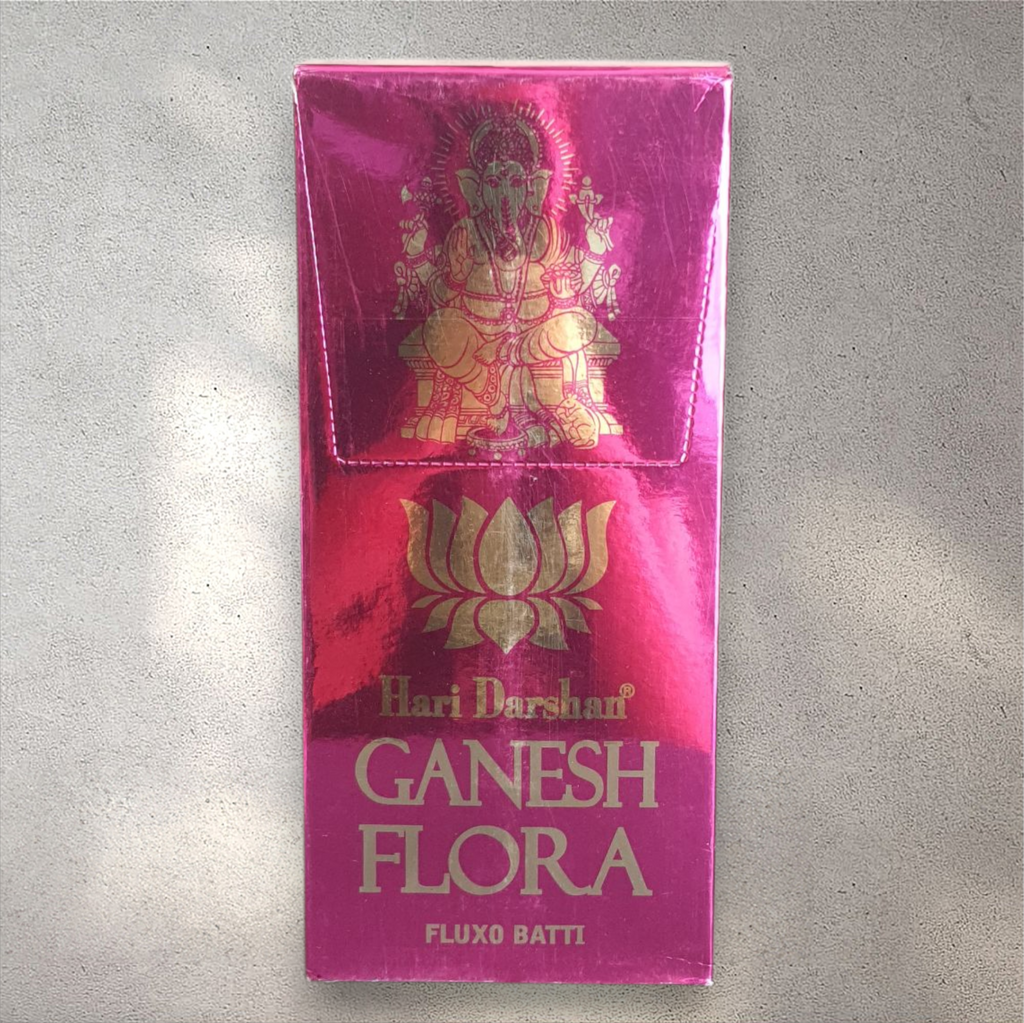 Hari Darshan®
GANESH
FLORA
FLUXO BATTI